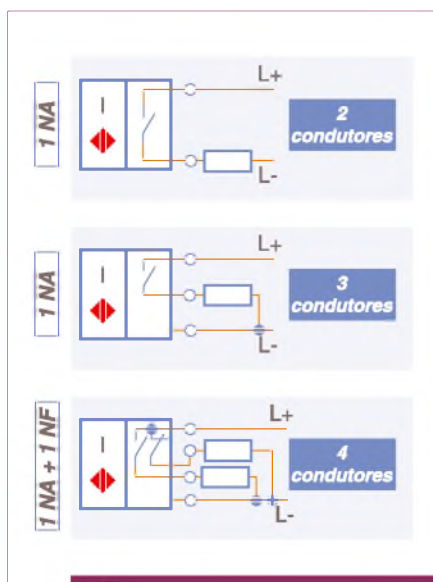 1 NA
I
L+
L-
2
condutores
1 NA
I
L+
L-
3
condutores
1 NA + 1 NF
I
L+
L-
4
condutores